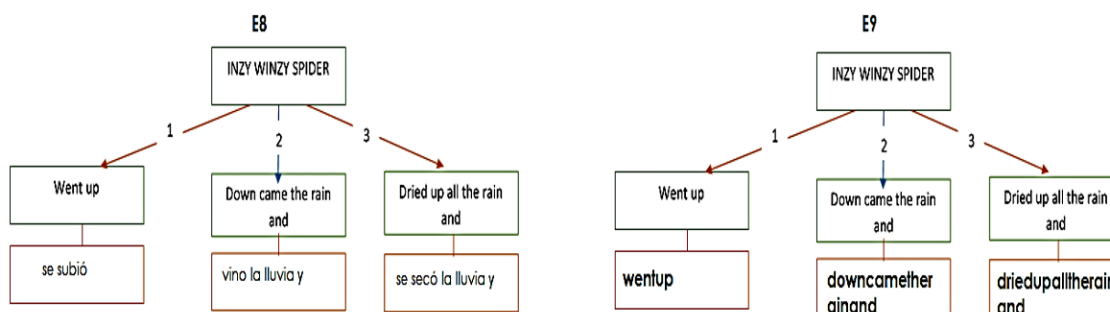 E8
INZY WINZY SPIDER
1
2
3
Went up
Down came the rain
and
Dried up all the rain
and
se subió
vino la lluvia y
se secó la lluvia y
E9
INZY WINZY SPIDER
1
2
3
Went up
Down came the rain
and
Dried up all the rain
and
wentup
downcamether
ainand
driedupalltherain
and